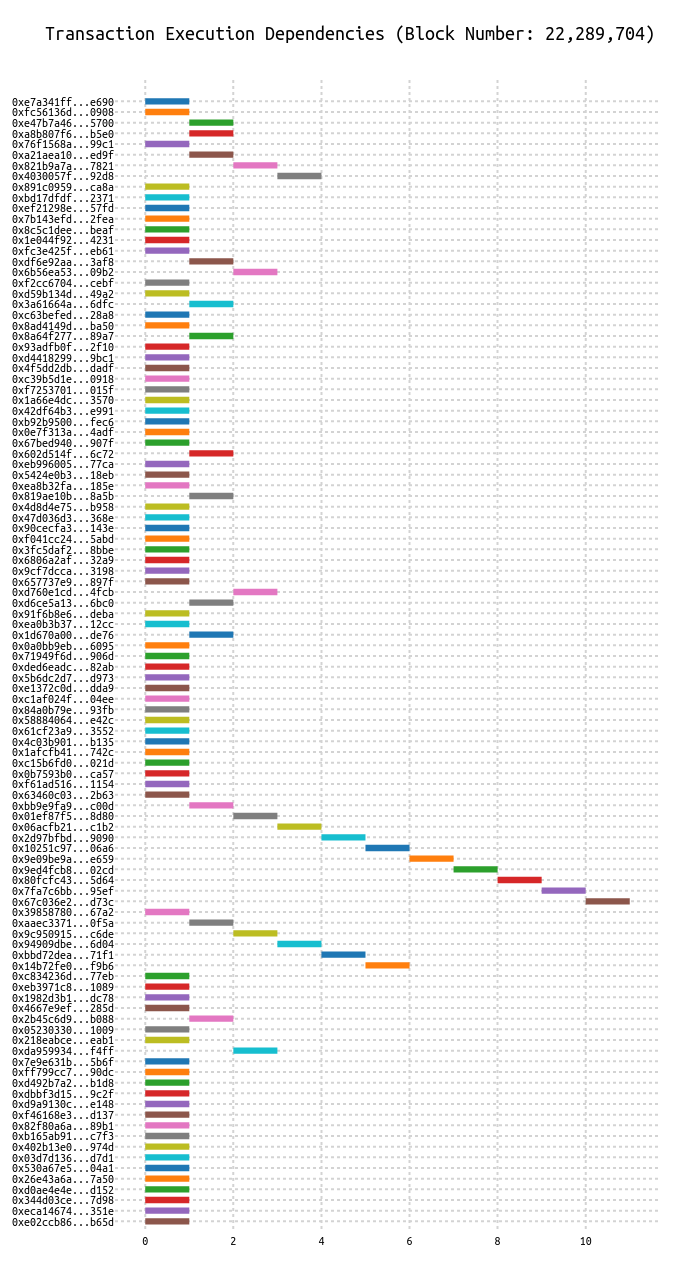 Transaction Execution Dependencies (Block Number: 22,289,704)
0xe7a341ff...e690
0xfc56136d...0908
0xe47b7a46...5700
0xa8b807f6...b5e0
0x76f1568a...99c1
0xa21aea10...ed9f
0x821b9a7a...7821
0x4030057f...92d8
0x891c0959...ca8a
0xbd17dfdf...2371
0xef21298e...57fd
0x7b143efd...2fea
0x8c5c1dee...beaf
0x1e044f92...4231
0xfc3e425f...eb61
0xdf6e92aa...3af8
0x6b56ea53...09b2
0xf2cc6704...cebf
0xd59b134d...49a2
0x3a61664a...6dfc
0xc63befed...28a8
0x8ad4149d...ba50
0x8a64f277...89a7
0x93adfb0f...2f10
0xd4418299...9bc1
0x4f5dd2db...dadf
0xc39b5d1e...0918
0xf7253701...015f
0x1a66e4dc...3570
0x42df64b3...e991
0xb92b9500...fec6
0x0e7f313a...4adf
0x67bed940...907f
0x602d514f...6c72
0xeb996005...77ca
0x5424e0b3...18eb
0xea8b32fa...185e
0x819ae10b...8a5b
0x4d8d4e75...b958
0x47d036d3...368e
0x90cecfa3...143e
0xf041cc24...5abd
0x3fc5daf2...8bbe
0x6806a2af...32a9
0x9cf7dcca...3198
0x657737e9...897f
0xd760e1cd...4fcb
0xd6ce5a13...6bc0
0x91f6b8e6...deba
0xea0b3b37...12cc
0x1d670a00...de76
0x0a0bb9eb...6095
0x71949f6d...906d
0xded6eadc...82ab
0x5b6dc2d7...d973
0xe1372c0d...dda9
0xc1af024f...04ee
0x84a0b79e...93fb
0x58884064...e42c
0x61cf23a9...3552
0x4c03b901...b135
0x1afcfb41...742c
0xc15b6fd0...021d
0x0b7593b0...ca57
0xf61ad516...1154
0x63460c03...2b63
0xbb9e9fa9...c00d
0x01ef87f5...8d80
0x06acfb21...c1b2
0x2d97bfbd...9090
0x10251c97...06a6
0x9e09be9a...e659
0x9ed4fcb8...02cd
0x80fcfc43...5d64
0x7fa7c6bb...95ef
0x67c036e2...d73c
0x39858780...67a2
0xaaec3371...0f5a
0x9c950915...c6de
0x94909dbe...6d04
0xbbd72dea...71f1
0x14b72fe0...f9b6
0xc834236d...77eb
0xeb3971c8...1089
0x1982d3b1...dc78
0x4667e9ef...285d
0x2b45c6d9...b088
0x05230330...1009
0x218eabce...eab1
0xda959934...f4ff
0x7e9e631b...5b6f
0xff799cc7...90dc
0xd492b7a2...b1d8
0xdbbf3d15...9c2f
0xd9a9130c...e148
0xf46168e3...d137
0x82f80a6a...89b1
0xb165ab91...c7f3
0x402b13e0...974d
0x03d7d136...d7d1
0x530a67e5...04a1
0x26e43a6a...7a50
0xd0ae4e4e...d152
0x344d03ce...7d98
0xeca14674...351e
0xe02ccb86...b65d
0 2 4 6 8 10